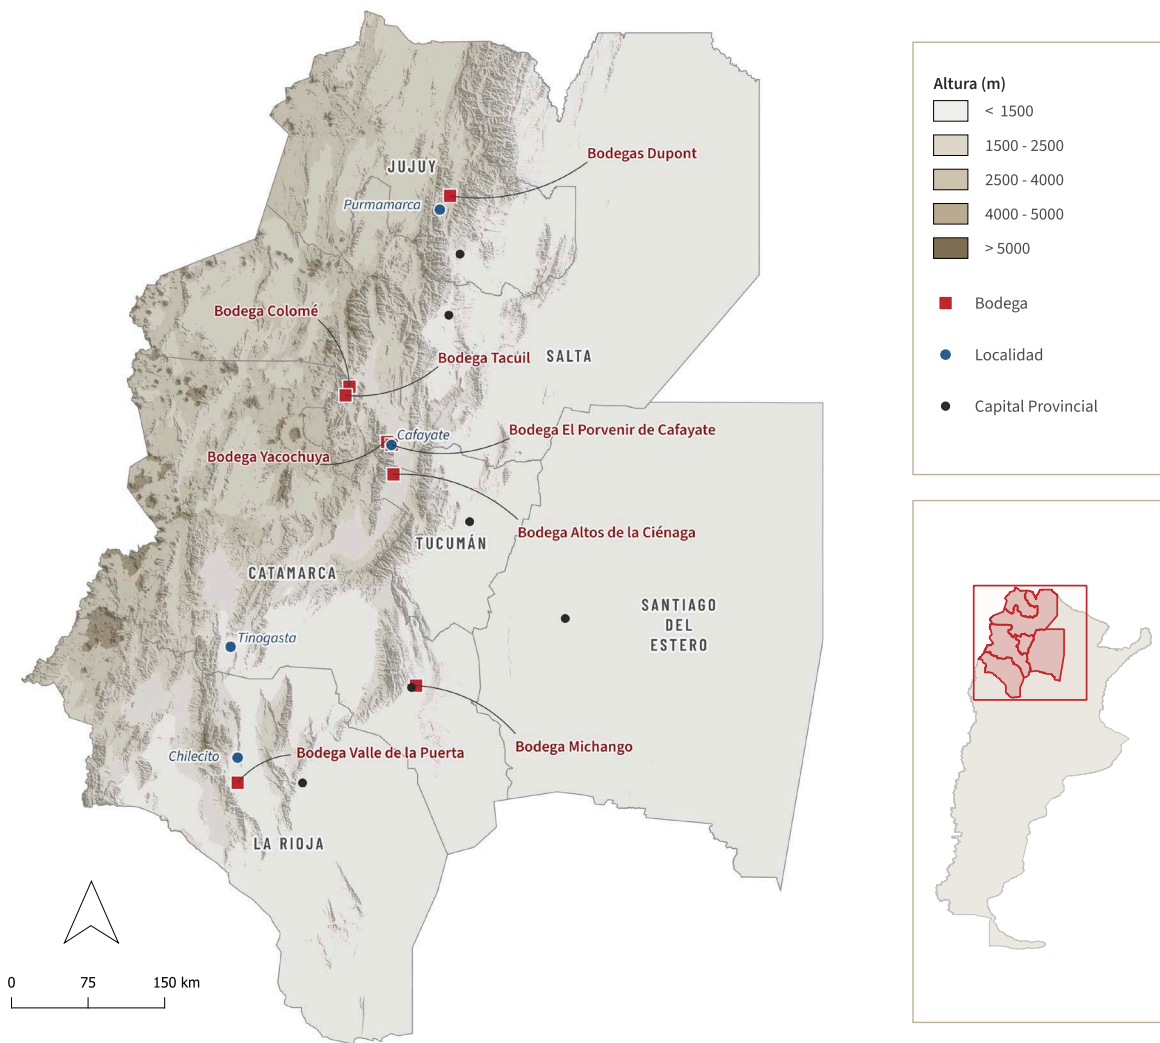 Bodegas Dupont
JUJUY
Purmamarca
Bodega Colomé
Bodega Tacuil
SALTA
Bodega El Porvenir de Cafayate
Cafayate
Bodega Yacochuya
Bodega Altos de la Ciénaga
TUCUMÁN
CATAMARCA
SANTIAGO
DEL
ESTERO
Tinogasta
Bodega Michango
Bodega Valle de la Puerta
Chilecito
LA RIOJA
0 75 150 km
Altura (m)
< 1500
1500 - 2500
2500 - 4000
4000 - 5000
> 5000
Bodega
Localidad
Capital Provincial